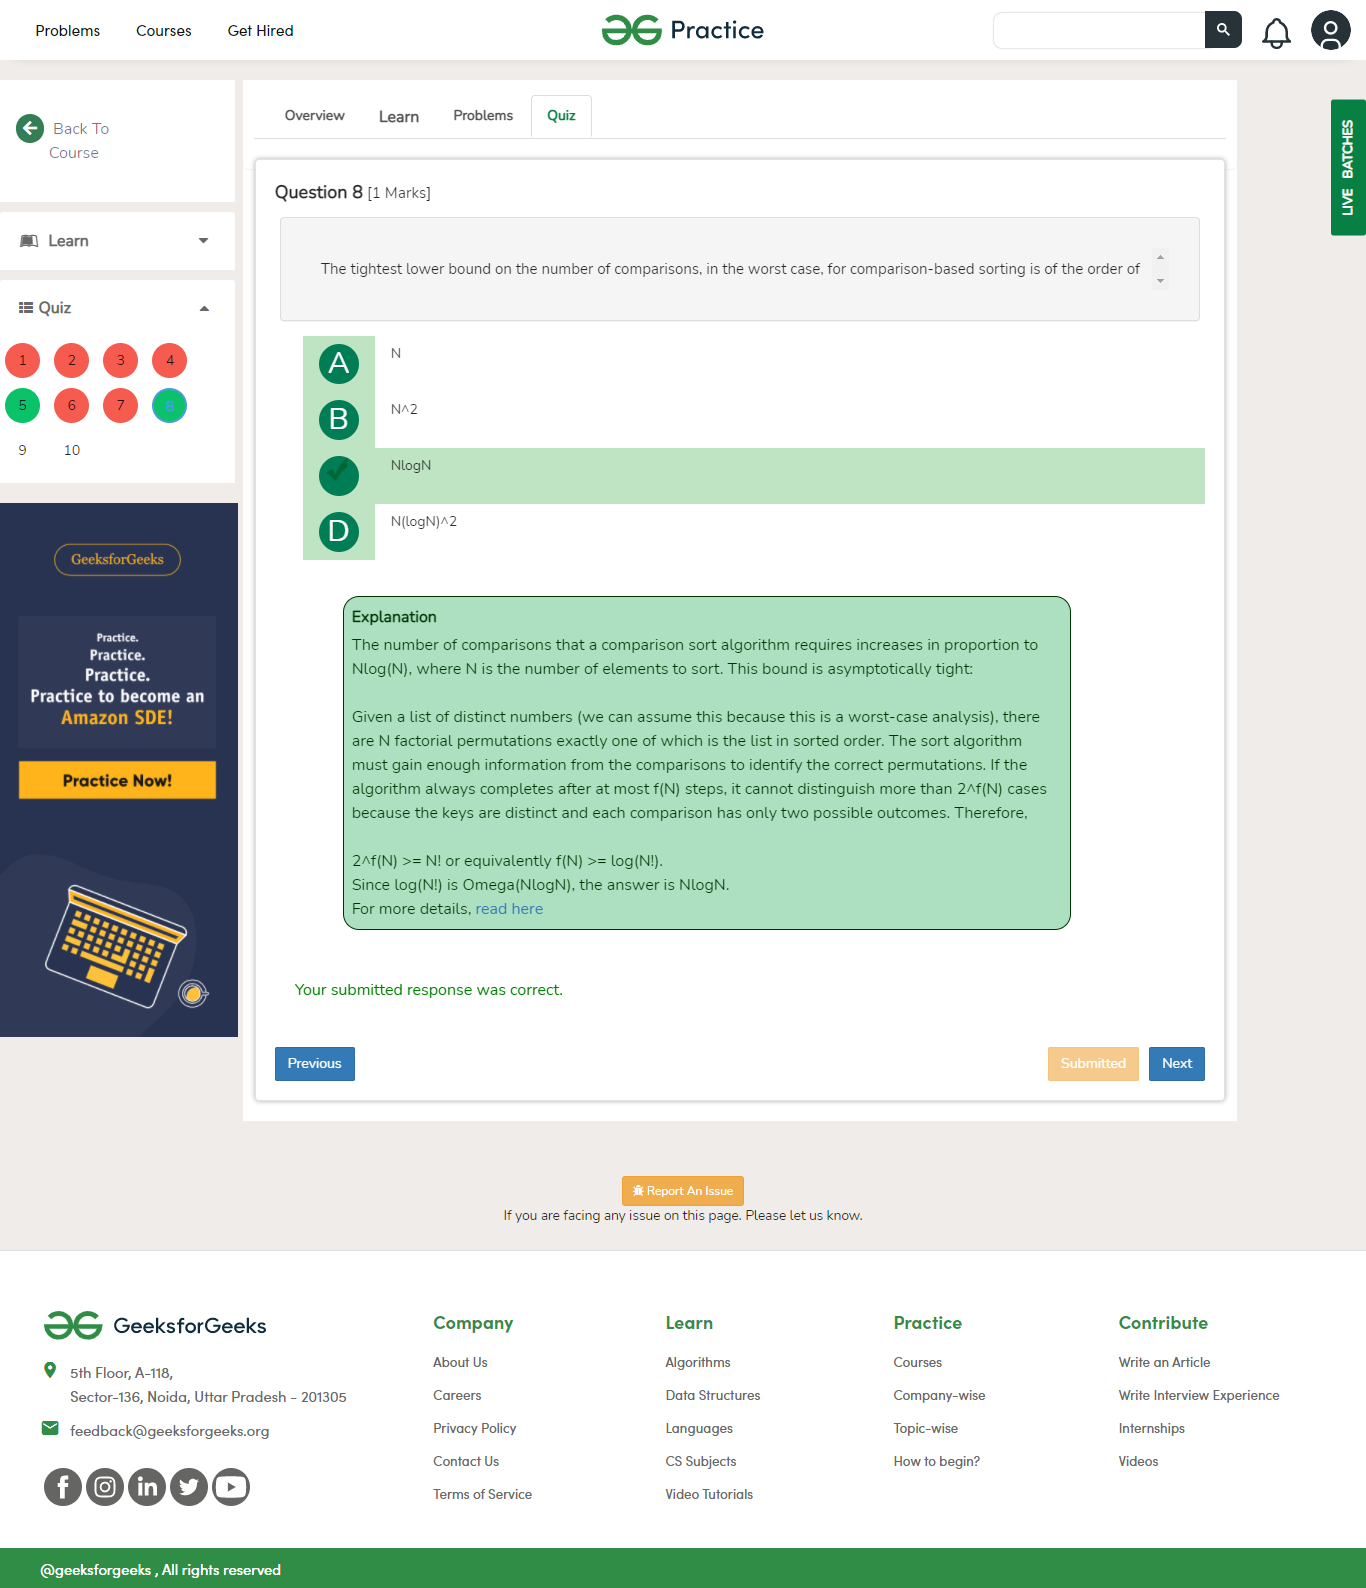 Problems
Courses
Get Hired
Practice
Back To
Course
Learn
Quiz
1
2
3
4
5
6
7
8
9
10
GeeksforGeeks
Practice.
Practice.
Practice.
Practice to become an
Amazon SDE!
Practice Now!
Overview
Learn
Problems
Quiz
Question 8 [1 Marks]
The tightest lower bound on the number of comparisons, in the worst case, for comparison-based sorting is of the order of
A
N
B
N^2
NlogN
D
N(logN)^2
Explanation
The number of comparisons that a comparison sort algorithm requires increases in proportion to
Nlog(N), where N is the number of elements to sort. This bound is asymptotically tight:
Given a list of distinct numbers (we can assume this because this is a worst-case analysis), there
are N factorial permutations exactly one of which is the list in sorted order. The sort algorithm
must gain enough information from the comparisons to identify the correct permutations. If the
algorithm always completes after at most f(N) steps, it cannot distinguish more than 2^f(N) cases
because the keys are distinct and each comparison has only two possible outcomes. Therefore,
2^f(N) >= N! or equivalently f(N) >= log(N!).
Since log(N!) is Omega(NlogN), the answer is NlogN.
For more details, read here
Your submitted response was correct.
Previous
Submitted
Next
LIVE BATCHES
Report An Issue
If you are facing any issue on this page. Please let us know.
GeeksforGeeks
5th Floor, A-118,
Sector-136, Noida, Uttar Pradesh - 201305
feedback@geeksforgeeks.org
Company
About Us
Careers
Privacy Policy
Contact Us
Terms of Service
Learn
Algorithms
Data Structures
Languages
CS Subjects
Video Tutorials
Practice
Courses
Company-wise
Topic-wise
How to begin?
Contribute
Write an Article
Write Interview Experience
Internships
Videos
@geeksforgeeks , All rights reserved